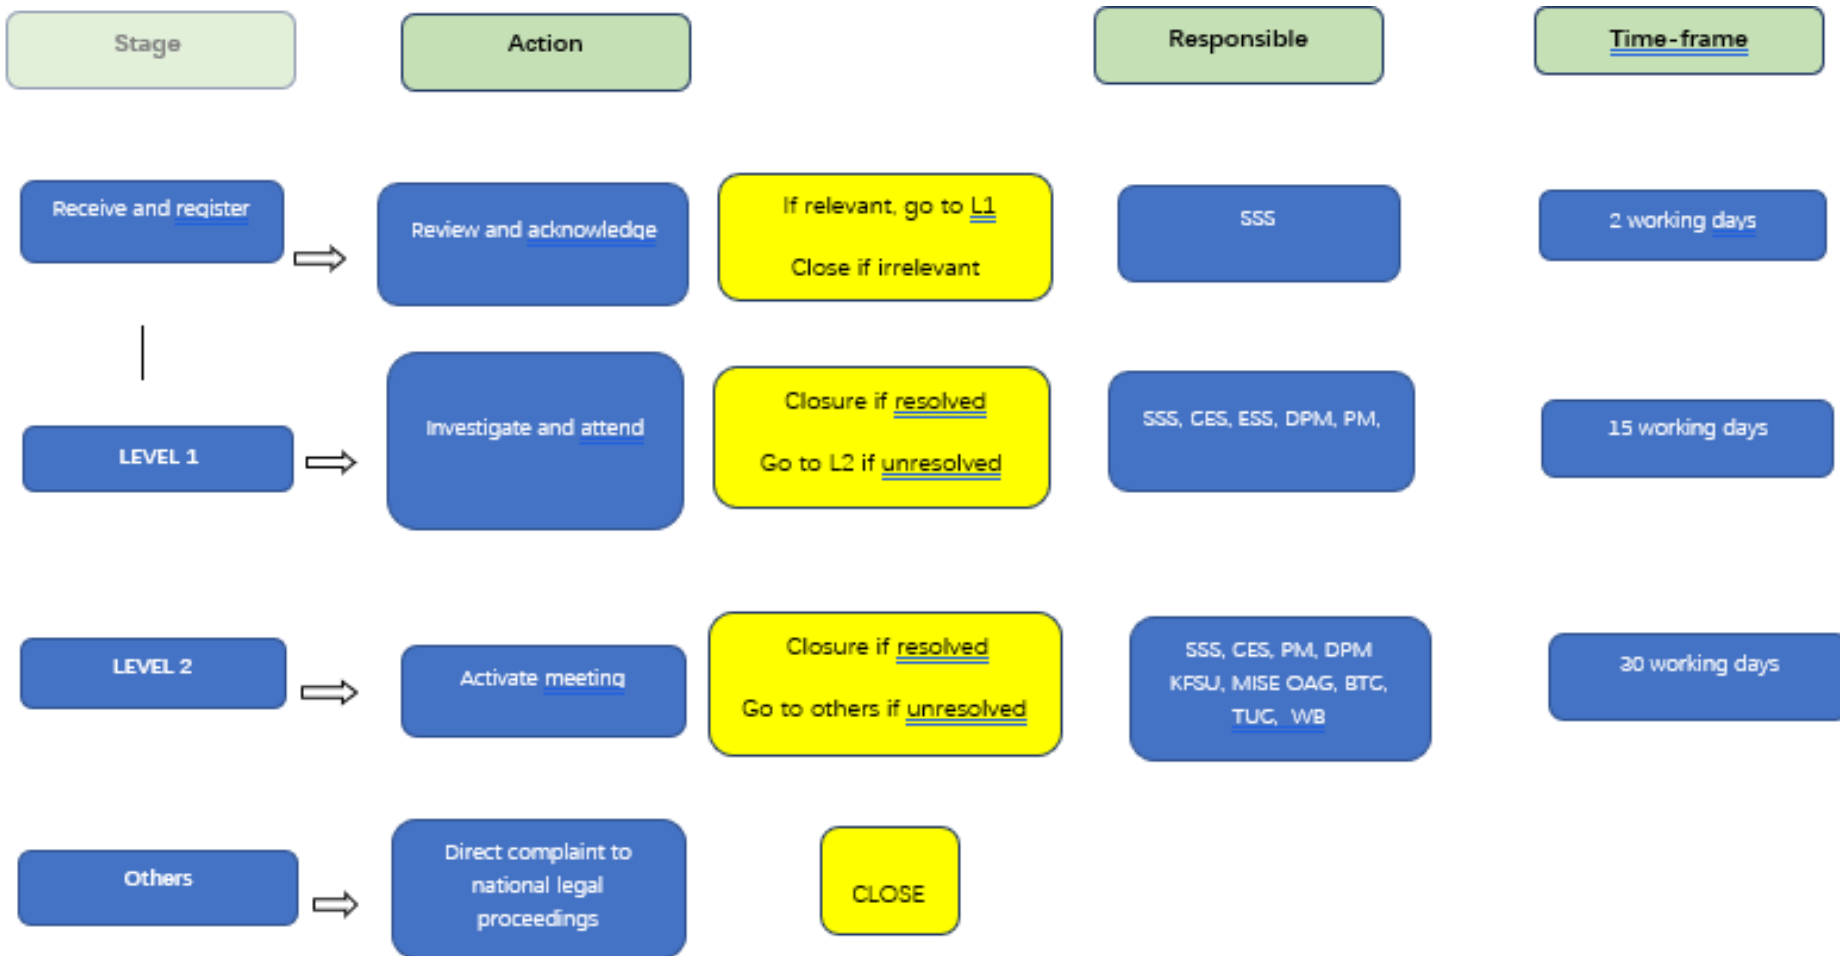 Stage
Action
Responsible
Time-frame
Receive and register
Review and acknowledge
If relevant, go to L1
Close if irrelevant
SSS
2 working days
LEVEL 1
Investigate and attend
Closure if resolved
Go to L2 if unresolved
SSS, CES, ESS, DPM, PM,
15 working days
LEVEL 2
Activate meeting
Closure if resolved
Go to others if unresolved
SSS, CES, PM, DPM
KFSU, MISE OAG, BTC,
TUC, WB
30 working days
Others
Direct complaint to
national legal
proceedings
CLOSE